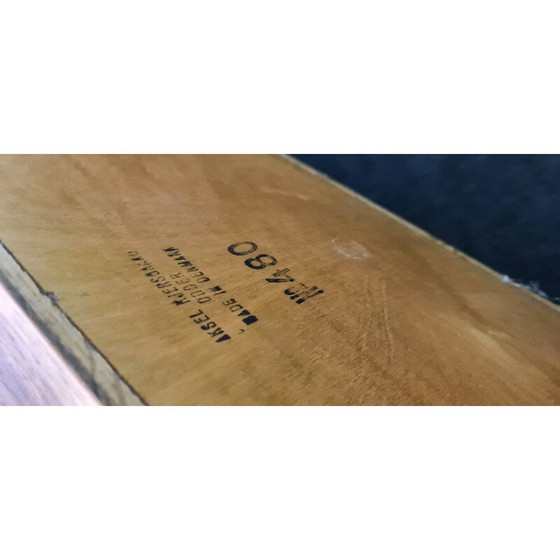 AKSEL KJERSGAARD
ODDER
MADE IN DENMARK
No 480